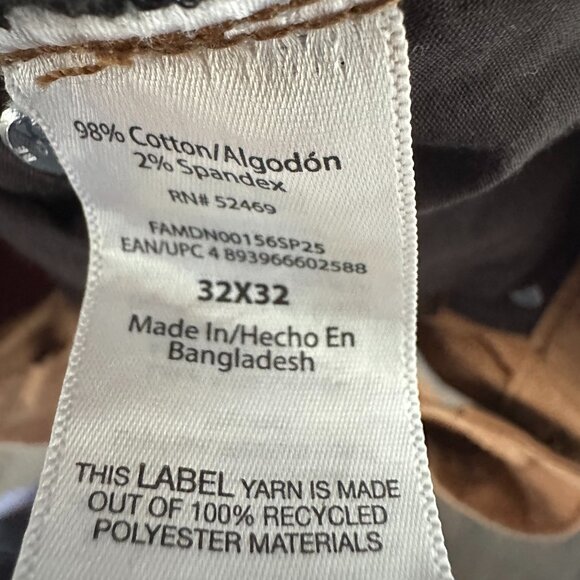 98% Cotton/Algodón
2% Spandex
RN# 52469
FAMDN00156SP25
EAN/UPC 4 893966602588
32X32
Made In/Hecho En
Bangladesh
THIS LABEL YARN IS MADE
OUT OF 100% RECYCLED
POLYESTER MATERIALS